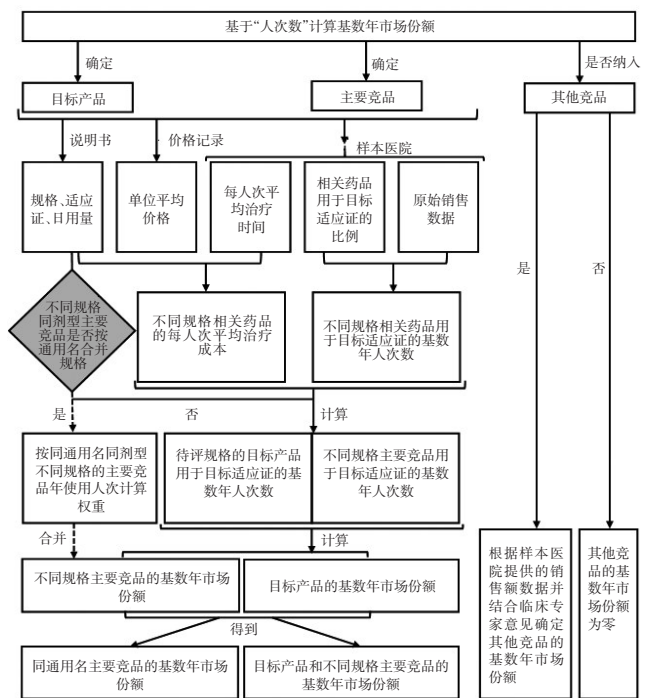 基于“人次数”计算基数年市场份额
确定
确定
是否纳入
目标产品
主要竞品
其他竞品
说明书
价格记录
样本医院
规格、适应
证、日用量
单位平均
价格
每人次平
均治疗
时间
相关药品
用于目标
适应证的
比例
原始销售
数据
是
否
不同规格
同剂型主要
竞品是否按
通用名合并
规格
不同规格相关药品
的每人次平均治疗
成本
不同规格相关药品用
于目标适应证的基数
年人次数
是
否
计算
按同通用名同剂型
不同规格的主要竞
品年使用人次计算
权重
待评规格的目标产品
用于目标适应证的基
数年人次数
不同规格主要竞品用
于目标适应证的基数
年人次数
合并
计算
不同规格主要竞品的基数年市场
份额
目标产品的基数年市场份额
得到
同通用名主要竞品的基数年市场
份额
目标产品和不同规格主要竞品的
基数年市场份额
根据样本医
院提供的销
售额数据并
结合临床专
家意见确定
其他竞品的
基数年市场
份额
其他竞
品的基
数年市
场份额
为零